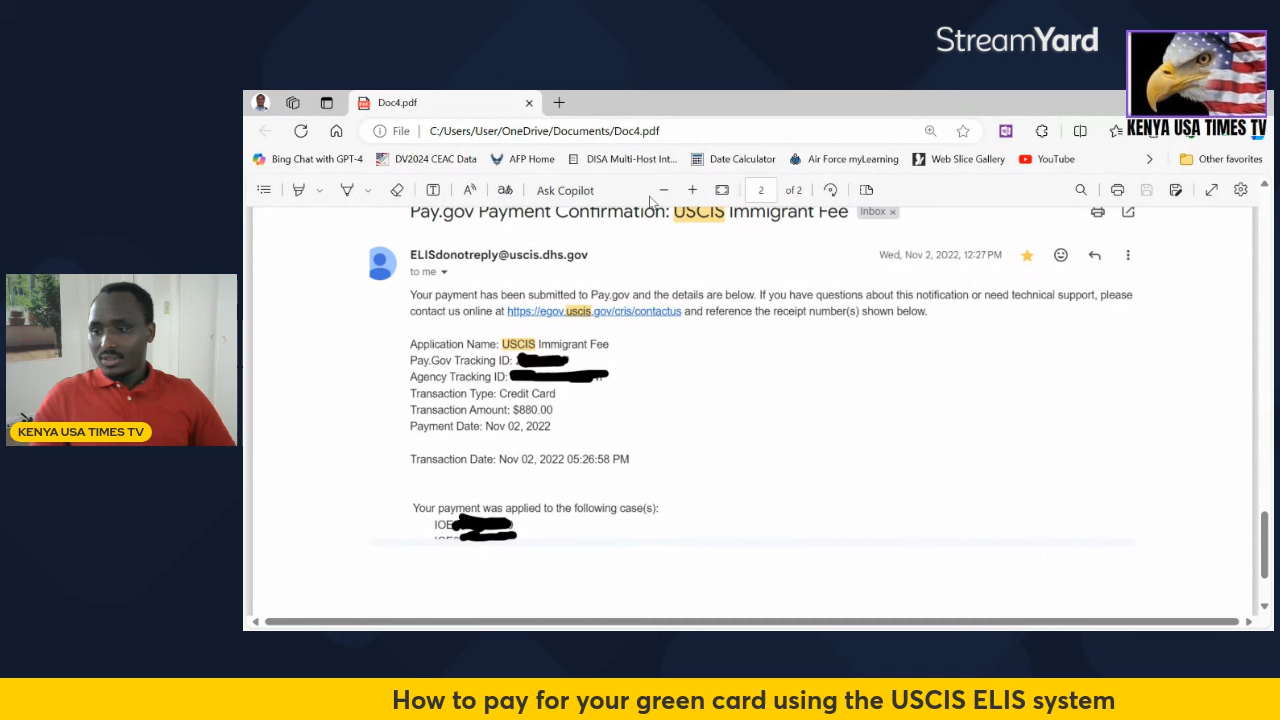 StreamYard
KENYA USA TIMES TV
Doc4.pdf
File C:/Users/User/OneDrive/Documents/Doc4.pdf
Bing Chat with GPT-4 DV2024 CEAC Data AFP Home DISA Multi-Host Int... Date Calculator Air Force myLearning Web Slice Gallery YouTube Other favorites
Ask Copilot 2 of 2
Pay.gov Payment Confirmation: USCIS Immigrant Fee Inbox x
ELISdonotreply@uscis.dhs.gov Wed, Nov 2, 2022, 12:27PM
to me
Your payment has been submitted to Pay.gov and the details are below. If you have questions about this notification or need technical support, please
contact us online at https://egov.uscis.gov/cris/contactus and reference the receipt number(s) shown below.
Application Name: USCIS Immigrant Fee
Pay.Gov Tracking ID:
Agency Tracking ID:
Transaction Type: Credit Card
Transaction Amount: $880.00
Payment Date: Nov 02, 2022
Transaction Date: Nov 02, 2022 05:26:58 PM
Your payment was applied to the following case(s):
IOE
KENYA USA TIMES TV
How to pay for your green card using the USCIS ELIS system